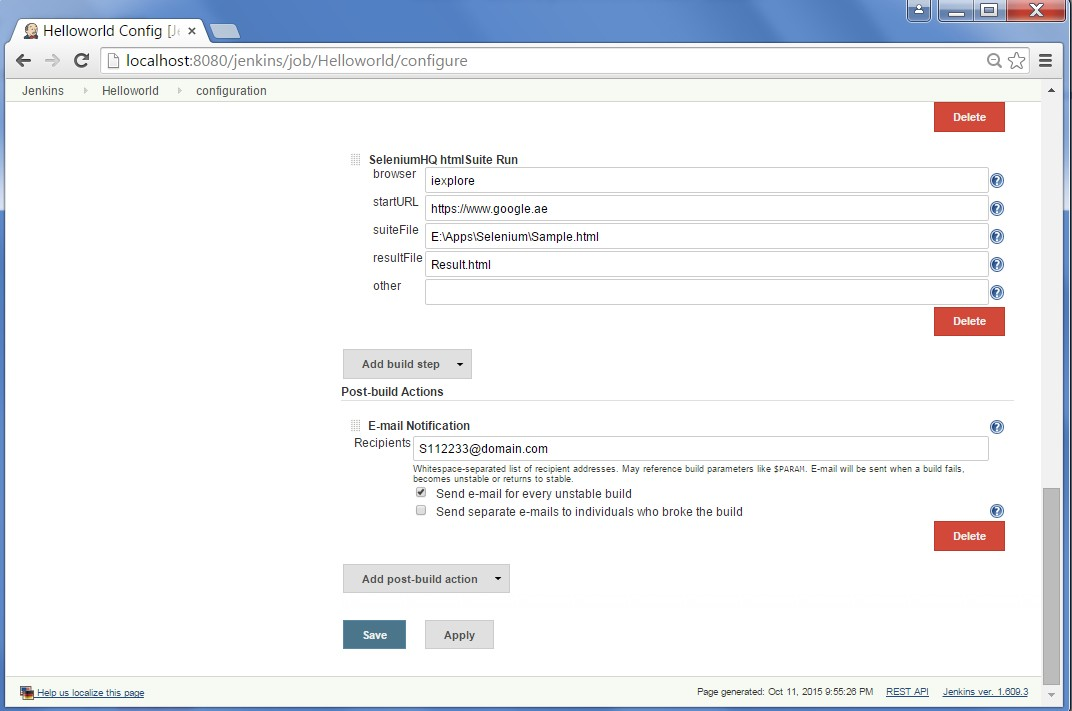 Helloworld Config [Je
localhost:8080/jenkins/job/Helloworld/configure
Jenkins Helloworld configuration
Delete
SeleniumHQ htmlSuite Run
browser iexplore
startURL https://www.google.ae
suiteFile E:\Apps\Selenium\Sample.html
resultFile Result.html
other
Delete
Add build step
Post-build Actions
E-mail Notification
Recipients S112233@domain.com
Whitespace-separated list of recipient addresses. May reference build parameters like $PARAM. E-mail will be sent when a build fails,
becomes unstable or returns to stable.
Send e-mail for every unstable build
Send separate e-mails to individuals who broke the build
Delete
Add post-build action
Save Apply
Help us localize this page Page generated: Oct 11, 2015 9:55:26 PM REST API Jenkins ver. 1.609.3